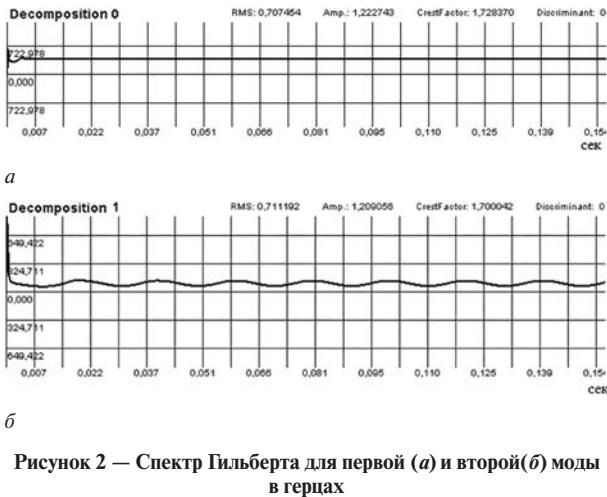 Decomposition 0 RMS: 0,707454 Amp.: 1,222743 CrestFactor: 1,728370 Discriminant: 0
722,978
0,000
722,978
0,007 0,022 0,037 0,051 0,066 0,081 0,095 0,110 0,125 0,139 0,15
сек
а
Decomposition 1 RMS: 0,711192 Amp.: 1,209056 CrestFactor: 1,700042 Discriminant: 0
649,422
324,711
0,000
324,711
649,422
0,007 0,022 0,037 0,051 0,066 0,081 0,095 0,110 0,125 0,139 0,15
сек
б
Рисунок 2 — Спектр Гильберта для первой (а) и второй(б) моды
в герцах